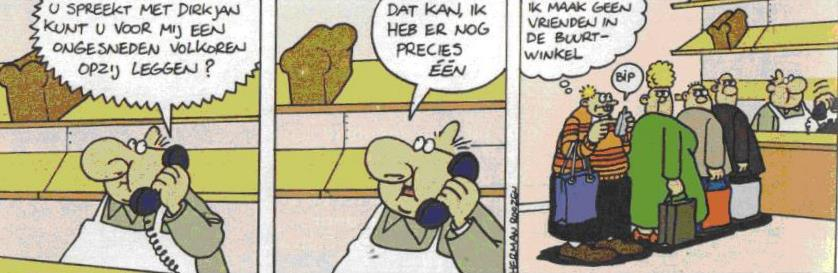 U SPREEKT MET DIRKJAN
KUNT U VOOR MIJ EEN
ONGESNEDEN VOLKOREN
OPZIJ LEGGEN?
DAT KAN, IK
HEB ER NOG
PRECIES
ÉÉN
IK MAAK GEEN
VRIENDEN IN
DE BUURT-
WINKEL
BIP
HERMAN ROOZEN